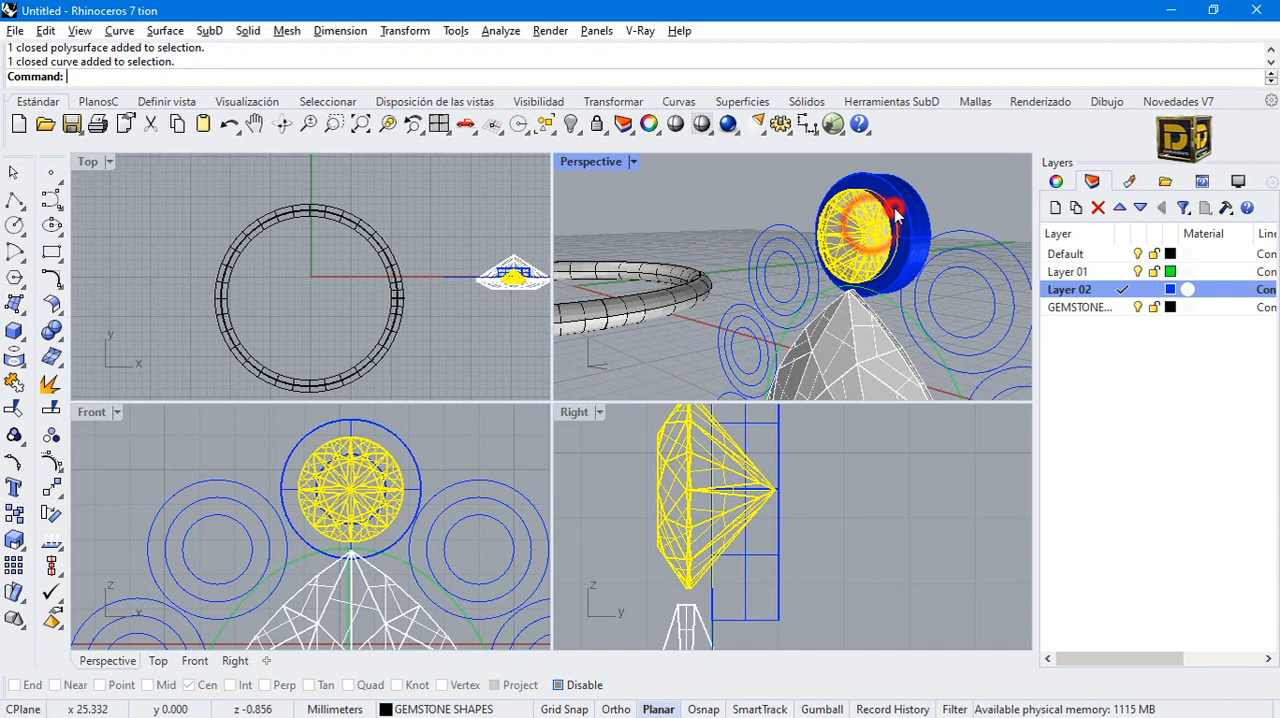 Untitled - Rhinoceros 7 tion
File Edit View Curve Surface SubD Solid Mesh Dimension Transform Tools Analyze Render Panels V-Ray Help
1 closed polysurface added to selection.
1 closed curve added to selection.
Command:
Estándar PlanosC Definir vista Visualización Seleccionar Disposición de las vistas Visibilidad Transformar Curvas Superficies Sólidos Herramientas SubD Mallas Renderizado Dibujo Novedades V7
Top
y
x
Perspective
Front
z
x
Right
z
y
Layers
Layer Material Line
Default Con
Layer 01 Con
Layer 02 Con
GEMSTONE... Con
Perspective Top Front Right
End Near Point Mid Cen Int Perp Tan Quad Knot Vertex Project Disable
CPlane x 25.332 y 0.000 z -0.856 Millimeters GEMSTONE SHAPES Grid Snap Ortho Planar Osnap SmartTrack Gumball Record History Filter Available physical memory: 1115 MB